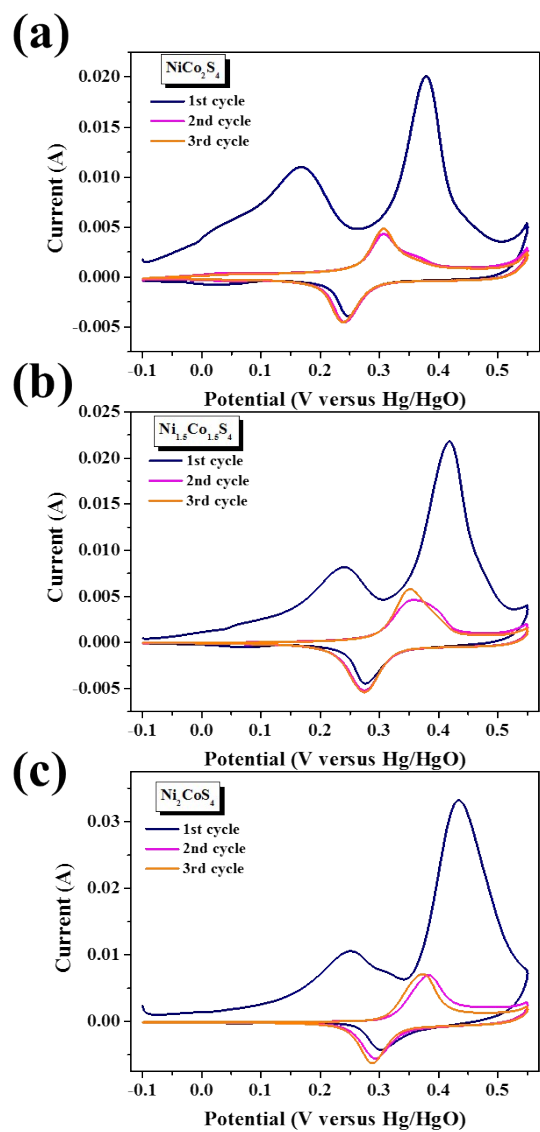 (a)
NiCo₂S₄
1st cycle
2nd cycle
3rd cycle
Current (A)
0.020
0.015
0.010
0.005
0.000
-0.005
-0.1 0.0 0.1 0.2 0.3 0.4 0.5
Potential (V versus Hg/HgO)
(b)
Ni₁.₅Co₁.₅S₄
1st cycle
2nd cycle
3rd cycle
Current (A)
0.025
0.020
0.015
0.010
0.005
0.000
-0.005
-0.1 0.0 0.1 0.2 0.3 0.4 0.5
Potential (V versus Hg/HgO)
(c)
Ni₂CoS₄
1st cycle
2nd cycle
3rd cycle
Current (A)
0.03
0.02
0.01
0.00
-0.1 0.0 0.1 0.2 0.3 0.4 0.5
Potential (V versus Hg/HgO)